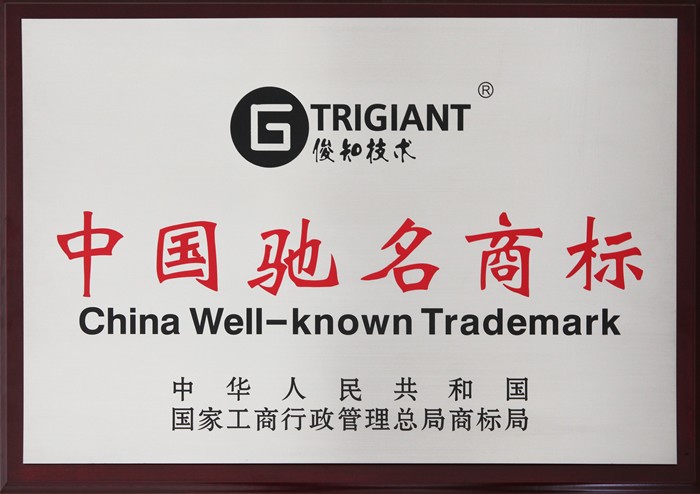 TRIGIANT ®
俊知技术
中国驰名商标
China Well-known Trademark
中华人民共和国
国家工商行政管理总局商标局